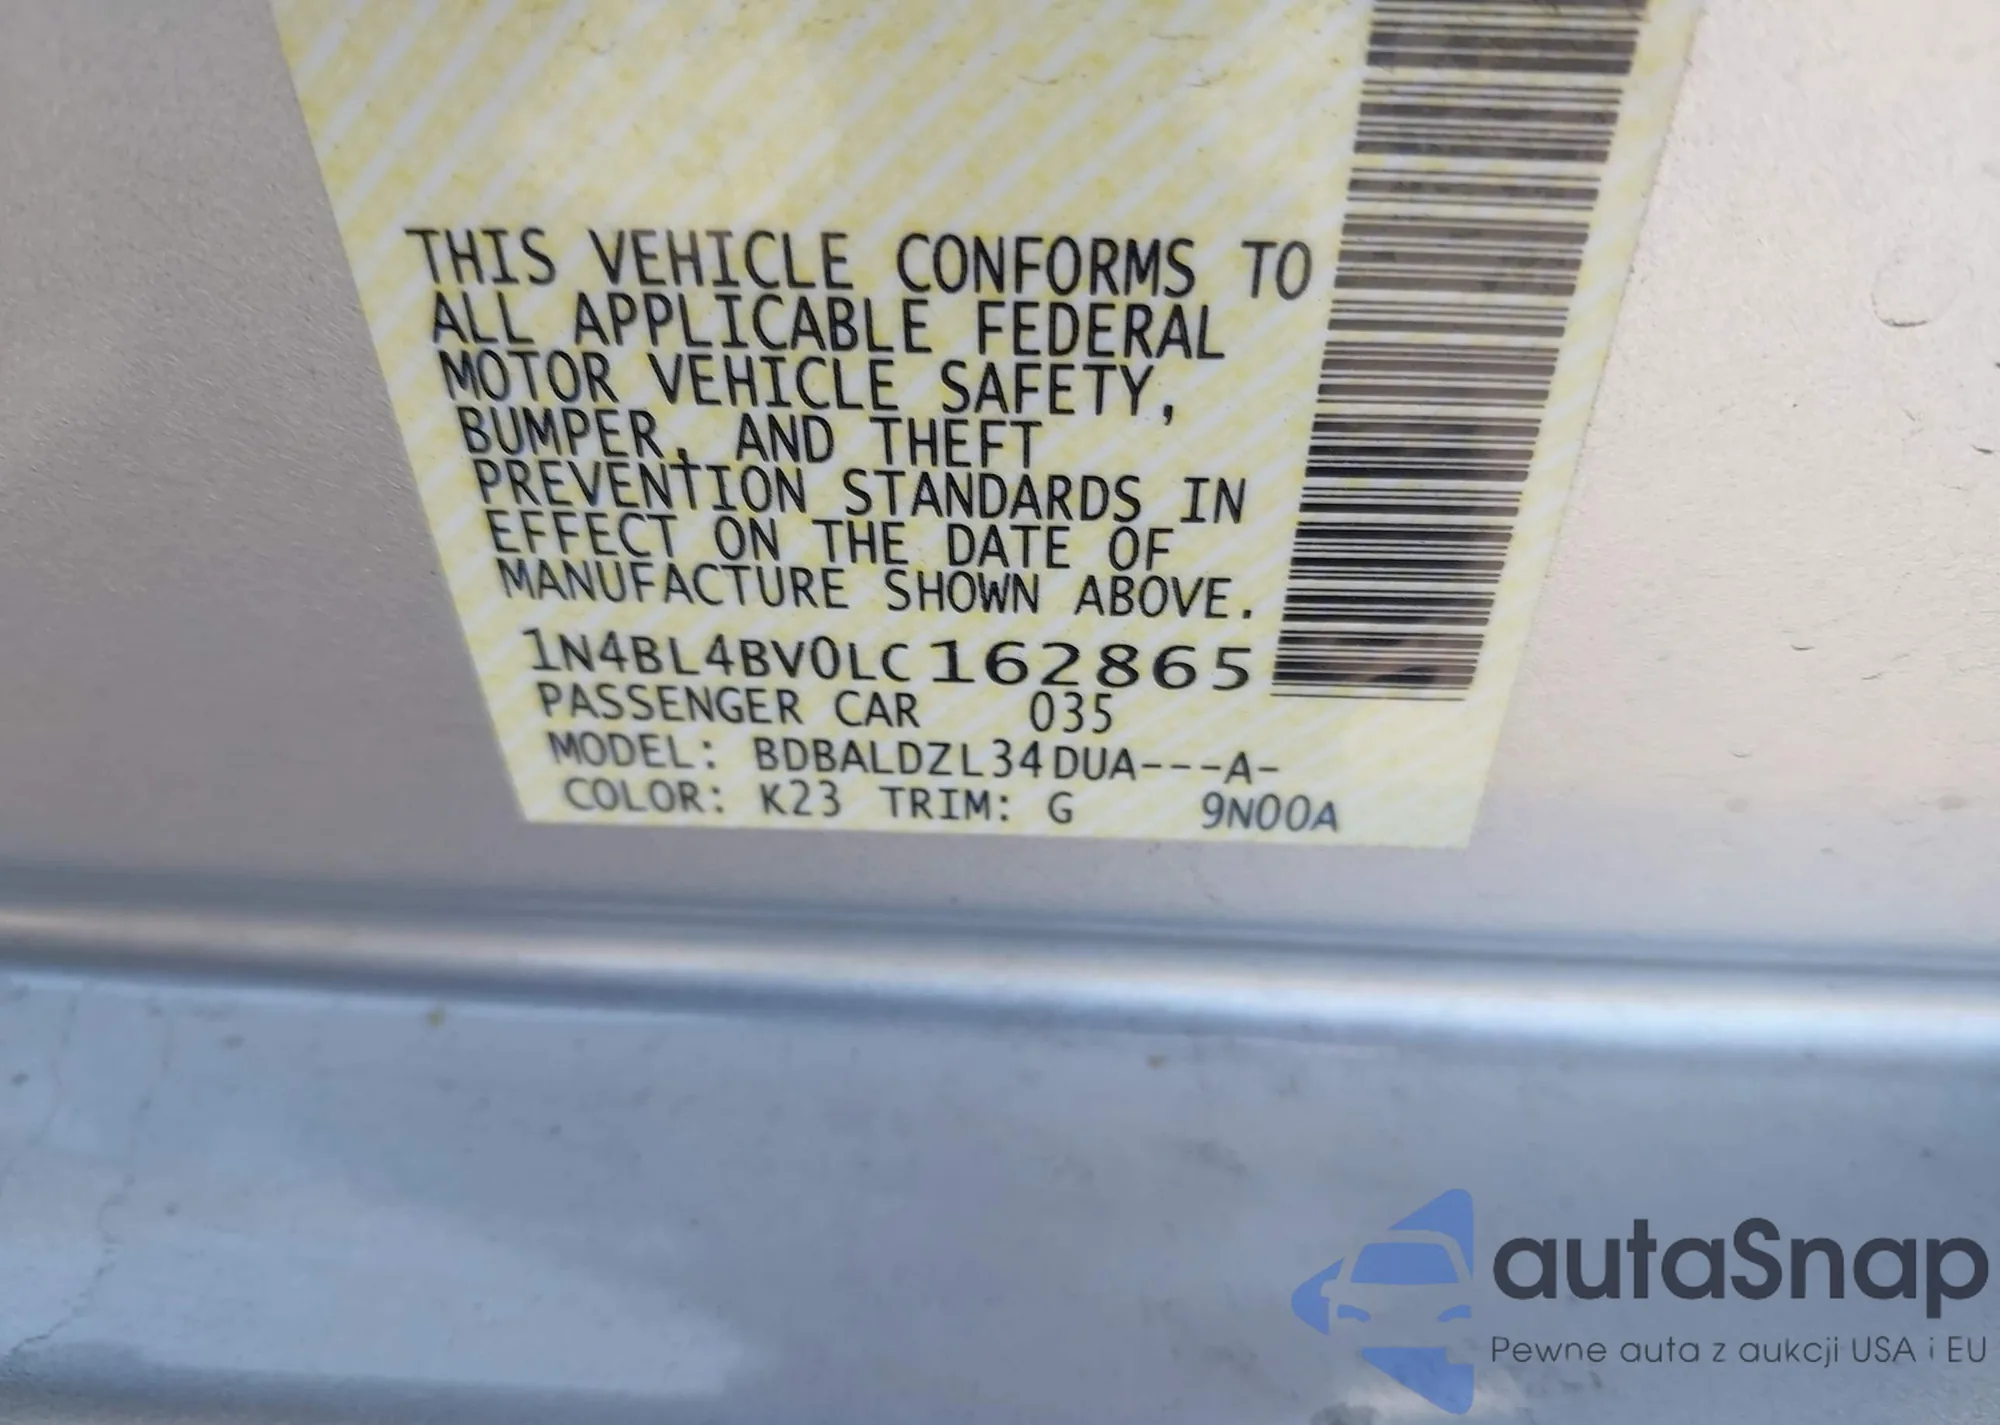 THIS VEHICLE CONFORMS TO
ALL APPLICABLE FEDERAL
MOTOR VEHICLE SAFETY,
BUMPER, AND THEFT
PREVENTION STANDARDS IN
EFFECT ON THE DATE OF
MANUFACTURE SHOWN ABOVE.
1N4BL4BV0LC162865
PASSENGER CAR 035
MODEL: BDBALDZL34DUA---A-
COLOR: K23 TRIM: G 9N00A
autaSnap
Pewne auta z aukcji USA i EU